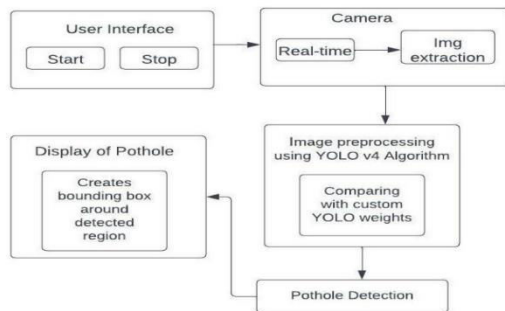 User Interface
Start
Stop
Camera
Real-time
Img
extraction
Image preprocessing
using YOLO v4 Algorithm
Comparing
with custom
YOLO weights
Pothole Detection
Display of Pothole
Creates
bounding box
around
detected
region